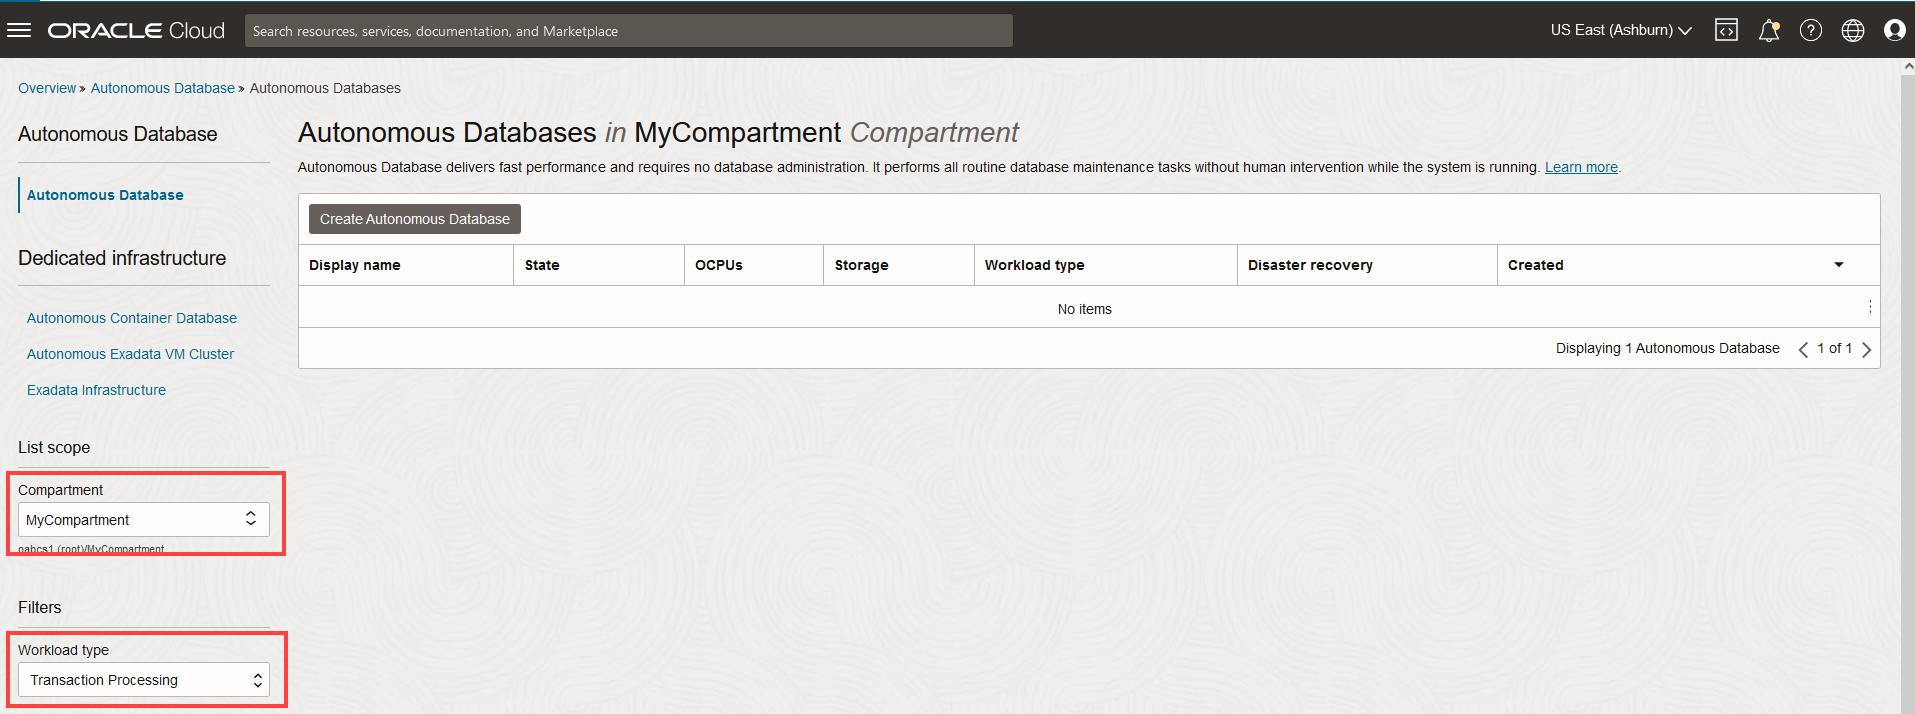 ORACLE Cloud
Search resources, services, documentation, and Marketplace
US East (Ashburn)
Overview » Autonomous Database » Autonomous Databases
Autonomous Database
Autonomous Database
Dedicated infrastructure
Autonomous Container Database
Autonomous Exadata VM Cluster
Exadata Infrastructure
List scope
Compartment
MyCompartment
oabcs1 (root)/MyCompartment
Filters
Workload type
Transaction Processing
Autonomous Databases in MyCompartment Compartment
Autonomous Database delivers fast performance and requires no database administration. It performs all routine database maintenance tasks without human intervention while the system is running. Learn more.
Create Autonomous Database
Display name State OCPUs Storage Workload type Disaster recovery Created
No items
Displaying 1 Autonomous Database 1 of 1